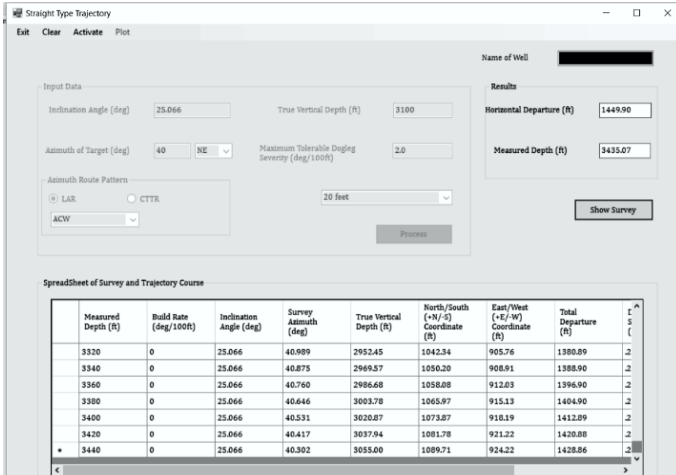 Straight Type Trajectory
Exit Clear Activate Plot
Name of Well
Input Data
Inclination Angle (deg) 25.066 True Vertical Depth (ft) 3100
Azimuth of Target (deg) 40 NE Maximum Tolerable Dogleg Severity (deg/100ft) 2.0
Azimuth Route Pattern
LAR CTTR
ACW
20 feet
Process
Results
Horizontal Departure (ft) 1449.90
Measured Depth (ft) 3435.07
Show Survey
SpreadSheet of Survey and Trajectory Course
Measured Depth (ft) Build Rate (deg/100ft) Inclination Angle (deg) Survey Azimuth (deg) True Vertical Depth (ft) North/South (+N/-S) Coordinate (ft) East/West (+E/-W) Coordinate (ft) Total Departure (ft)
3320 0 25.066 40.989 2952.45 1042.34 905.76 1380.89 .2
3340 0 25.066 40.875 2969.57 1050.20 908.91 1388.90 .2
3360 0 25.066 40.760 2986.68 1058.08 912.03 1396.90 .2
3380 0 25.066 40.646 3003.78 1065.97 915.13 1404.90 .2
3400 0 25.066 40.531 3020.87 1073.87 918.19 1412.89 .2
3420 0 25.066 40.417 3037.94 1081.78 921.22 1420.88 .2
3440 0 25.066 40.302 3055.00 1089.71 924.22 1428.86 .2